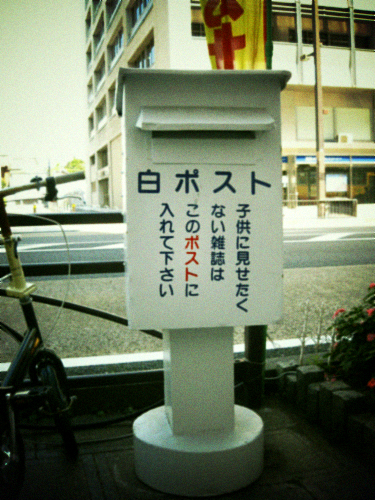 白ポスト
子供に見せたく
ない雑誌は
このポストに
入れて下さい